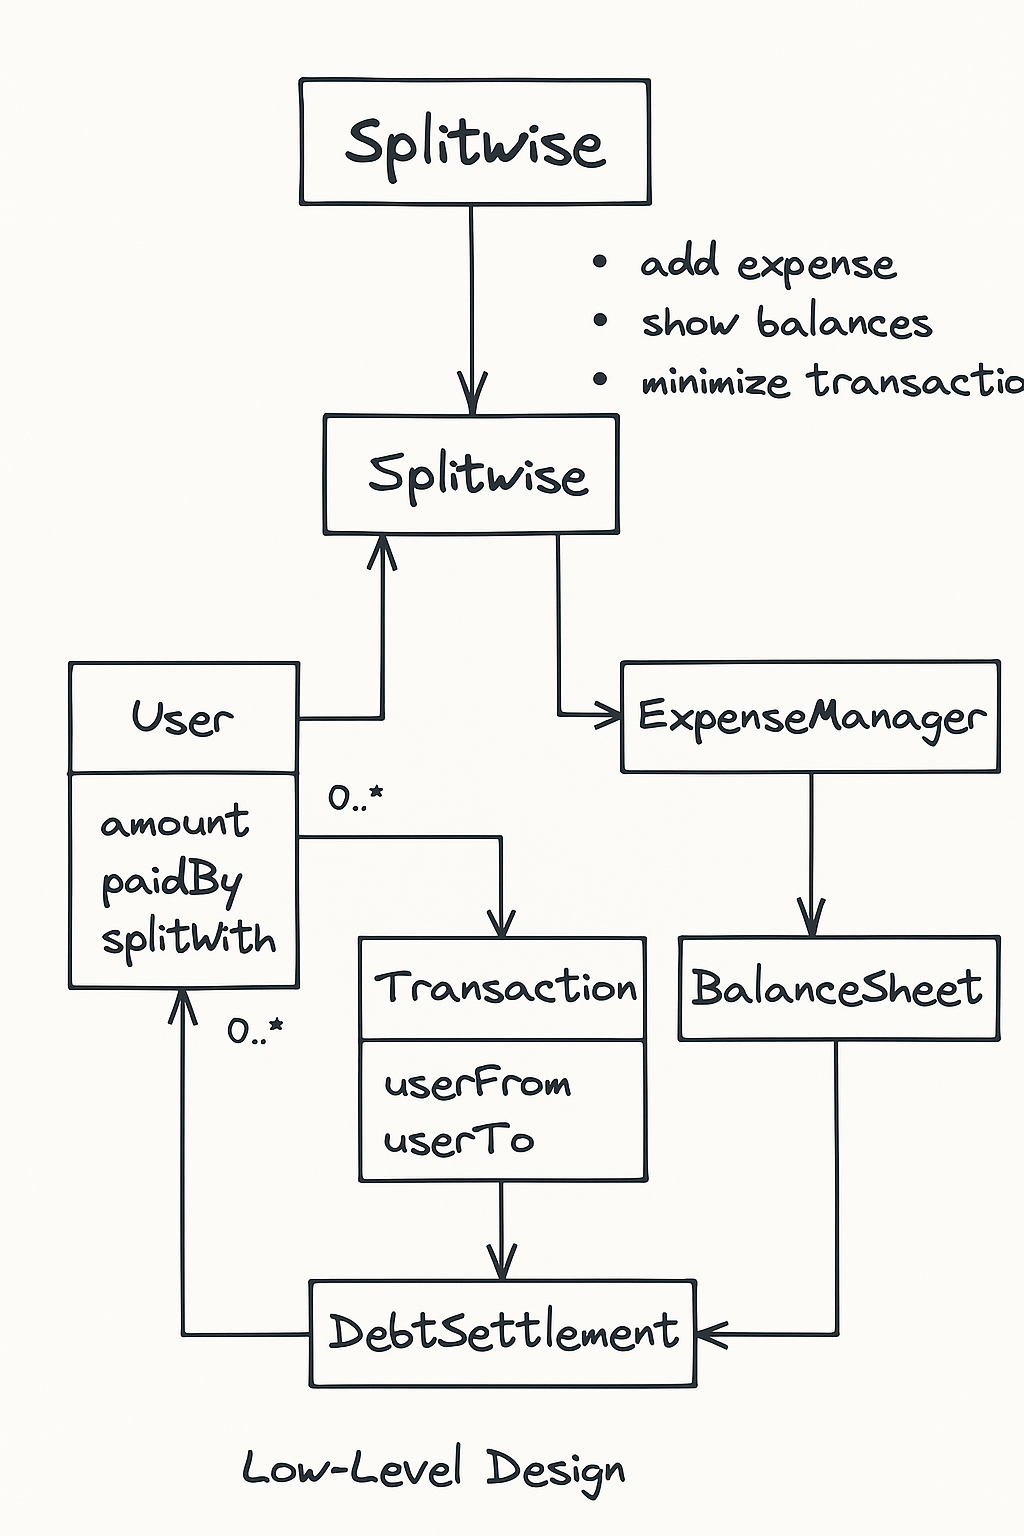 Splitwise
• add expense
• show balances
• minimize transactio
Splitwise
User
ExpenseManager
amount
paidBy
splitWith
0..*
Transaction
BalanceSheet
0..*
userFrom
userTo
DebtSettlement
Low-Level Design